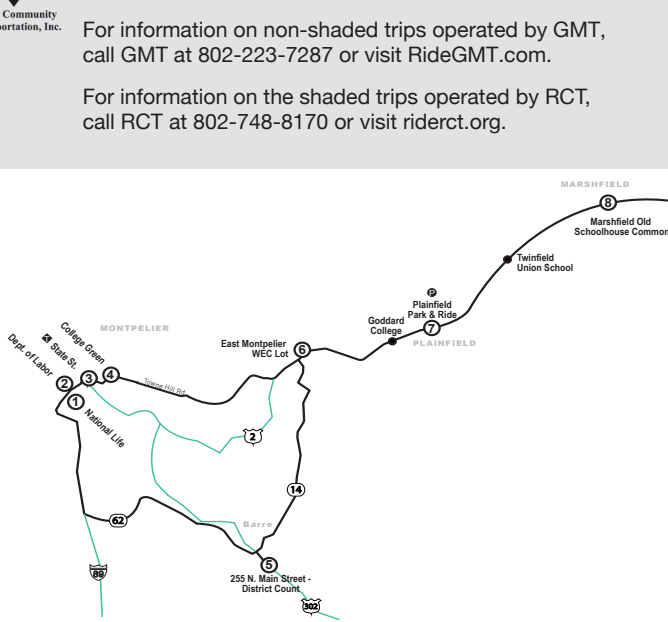 Community
ortation, Inc.
For information on non-shaded trips operated by GMT,
call GMT at 802-223-7287 or visit RideGMT.com.
For information on the shaded trips operated by RCT,
call RCT at 802-748-8170 or visit riderct.org.
MARSHFIELD
8
Marshfield Old
Schoolhouse Common
Twinfield
Union School
P
Plainfield
Park & Ride
7
PLAINFIELD
Goddard
College
East Montpelier
WEC Lot
6
MONTPELIER
College Green
State St.
Dept. of Labor
4
3
2
1
National Life
Towne Hill Rd.
2
14
62
Barre
5
255 N. Main Street -
District Count
89
302